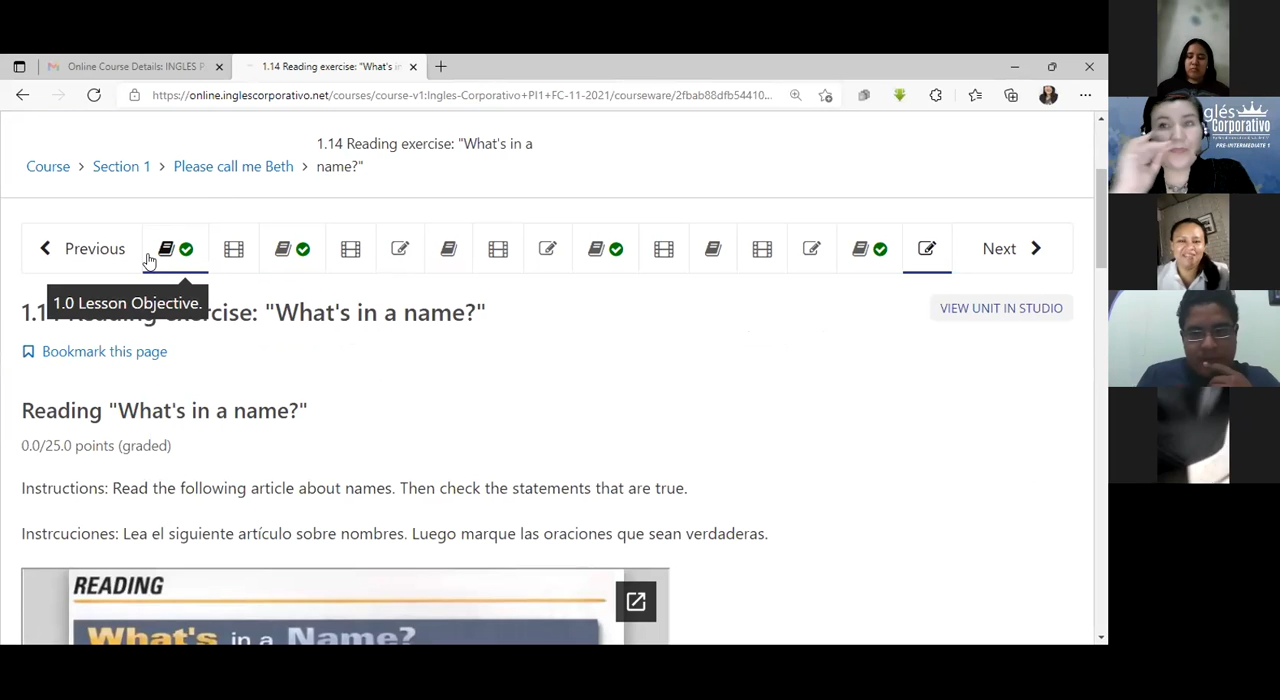 Online Course Details: INGLES P
1.14 Reading exercise: "What's in
https://online.inglescorporativo.net/courses/course-v1:Ingles-Corporativo+PI1+FC-11-2021/courseware/2fbab88dfb54410...
Course > Section 1 > Please call me Beth > 1.14 Reading exercise: "What's in a name?"
Previous
Next
1.0 Lesson Objective.
1.1 Reading exercise: "What's in a name?"
VIEW UNIT IN STUDIO
Bookmark this page
Reading "What's in a name?"
0.0/25.0 points (graded)
Instructions: Read the following article about names. Then check the statements that are true.
Instrcuciones: Lea el siguiente artículo sobre nombres. Luego marque las oraciones que sean verdaderas.
READING
What's in a Name?
glés
Corporativo
PRE-INTERMEDIATE 1